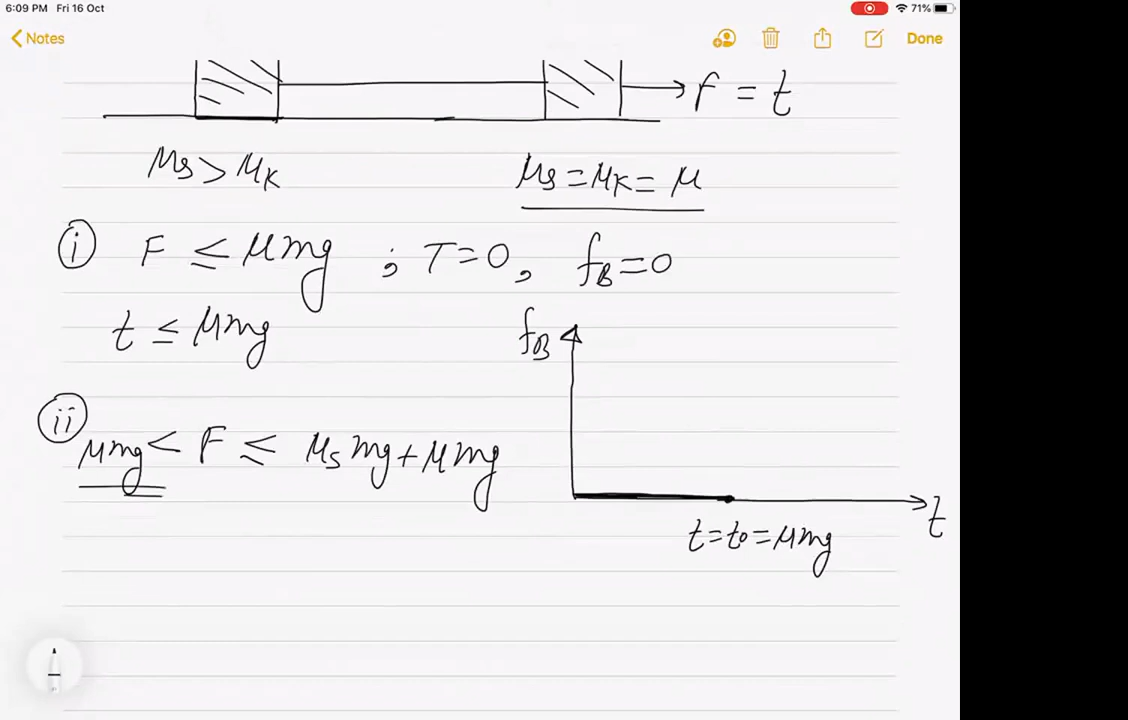 6:09 PM Fri 16 Oct
71%
Notes
Done
F = t
μs > μK
μs = μK = μ
i F ≤ μmg ; T=0, fB=0
t ≤ μmg
fB
ii μmg < F ≤ μs mg + μmg
t
t = t0 = μmg